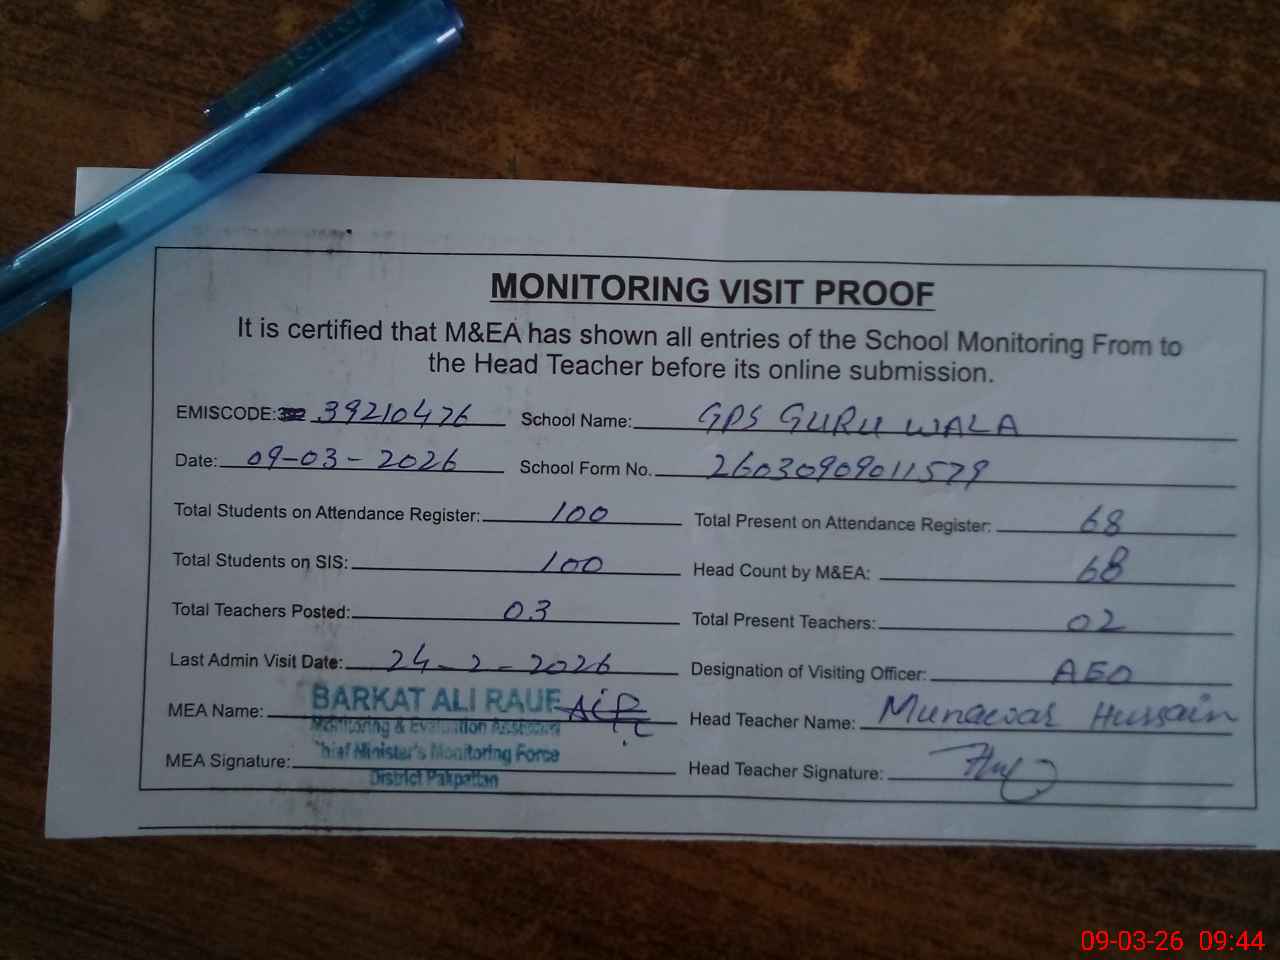 MONITORING VISIT PROOF
It is certified that M&EA has shown all entries of the School Monitoring From to
the Head Teacher before its online submission.
EMISCODE: 39210476 School Name: GPS GURU WALA
Date: 09-03-2026 School Form No. 26030909011579
Total Students on Attendance Register: 100 Total Present on Attendance Register: 68
Total Students on SIS: 100 Head Count by M&EA: 68
Total Teachers Posted: 03 Total Present Teachers: 02
Last Admin Visit Date: 24-2-2026 Designation of Visiting Officer: AEO
MEA Name: BARKAT ALI RAUF Head Teacher Name: Munawar Hussain
Monitoring & Evaluation Assistant
Chief Minister's Monitoring Force
MEA Signature: Head Teacher Signature:
District Pakpattan
09-03-26 09:44